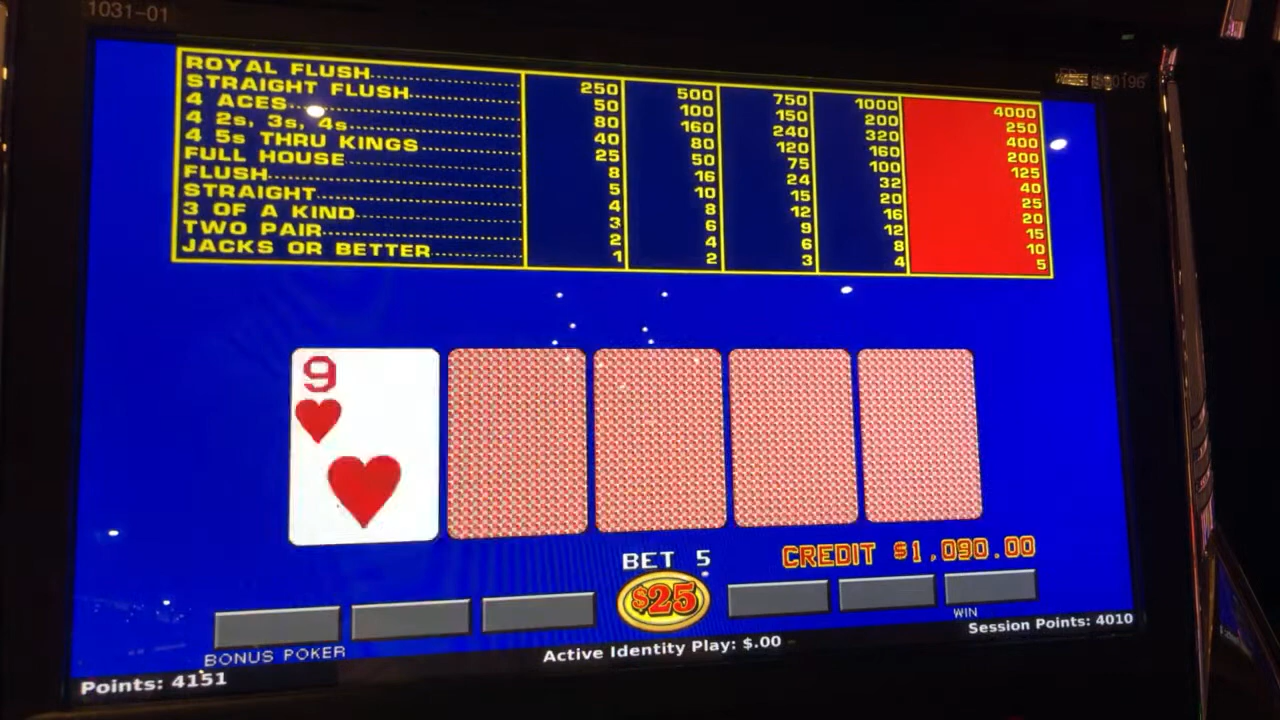 1031-01
ROYAL FLUSH 250 500 750 1000 4000
STRAIGHT FLUSH 50 100 150 200 250
4 ACES 80 160 240 320 400
4 2s, 3s, 4s 40 80 120 160 200
4 5s THRU KINGS 25 50 75 100 125
FULL HOUSE 8 16 24 32 40
FLUSH 5 10 15 20 25
STRAIGHT 4 8 12 16 20
3 OF A KIND 3 6 9 12 15
TWO PAIR 2 4 6 8 10
JACKS OR BETTER 1 2 3 4 5
9
BET 5
CREDIT $1,090.00
$25
WIN
BONUS POKER
Active Identity Play: $.00
Session Points: 4010
Points: 4151